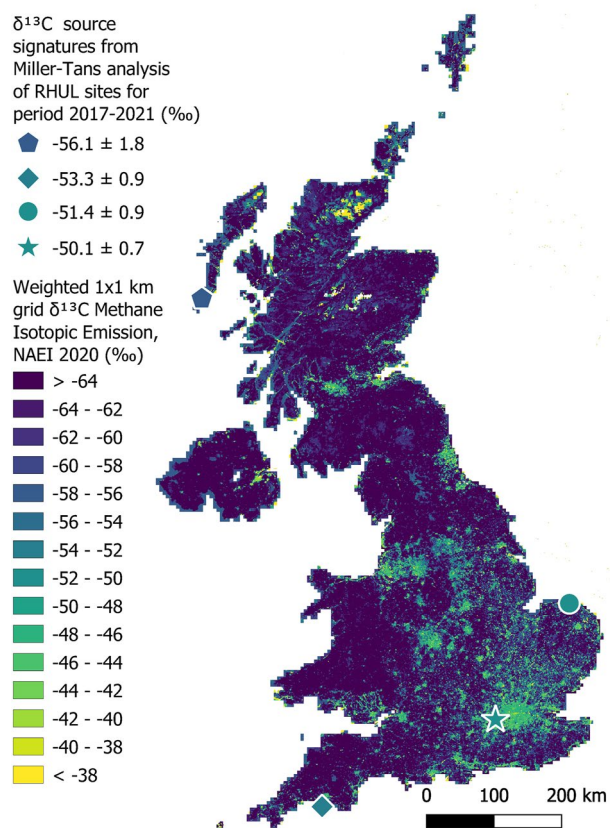 δ¹³C source
signatures from
Miller-Tans analysis
of RHUL sites for
period 2017-2021 (‰)
-56.1 ± 1.8
-53.3 ± 0.9
-51.4 ± 0.9
-50.1 ± 0.7
Weighted 1x1 km
grid δ¹³C Methane
Isotopic Emission,
NAEI 2020 (‰)
> -64
-64 - -62
-62 - -60
-60 - -58
-58 - -56
-56 - -54
-54 - -52
-52 - -50
-50 - -48
-48 - -46
-46 - -44
-44 - -42
-42 - -40
-40 - -38
< -38
0 100 200 km